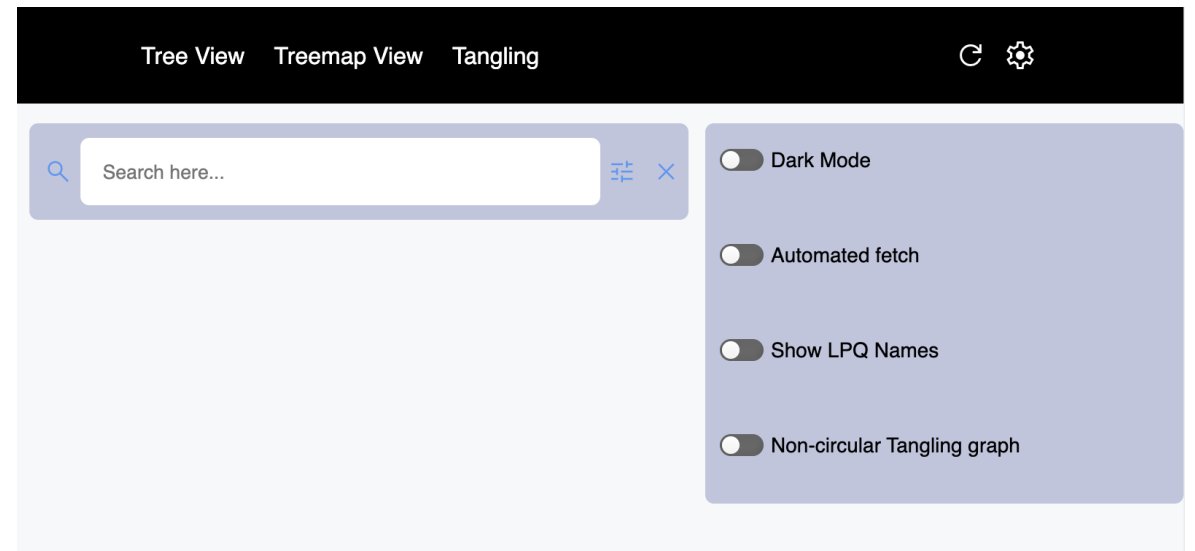 Tree View Treemap View Tangling
Search here...
Dark Mode
Automated fetch
Show LPQ Names
Non-circular Tangling graph